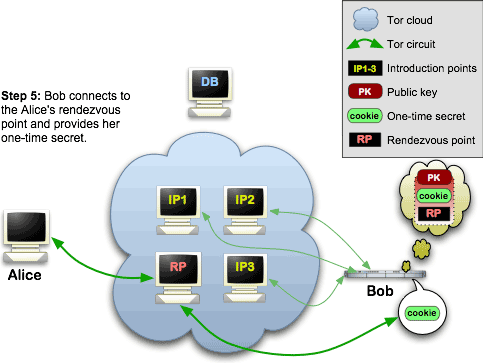 Tor cloud
Tor circuit
IP1-3 Introduction points
PK Public key
cookie One-time secret
RP Rendezvous point
DB
Step 5: Bob connects to
the Alice's rendezvous
point and provides her
one-time secret.
IP1 IP2
PK
cookie
RP
Alice
RP IP3
Bob
cookie